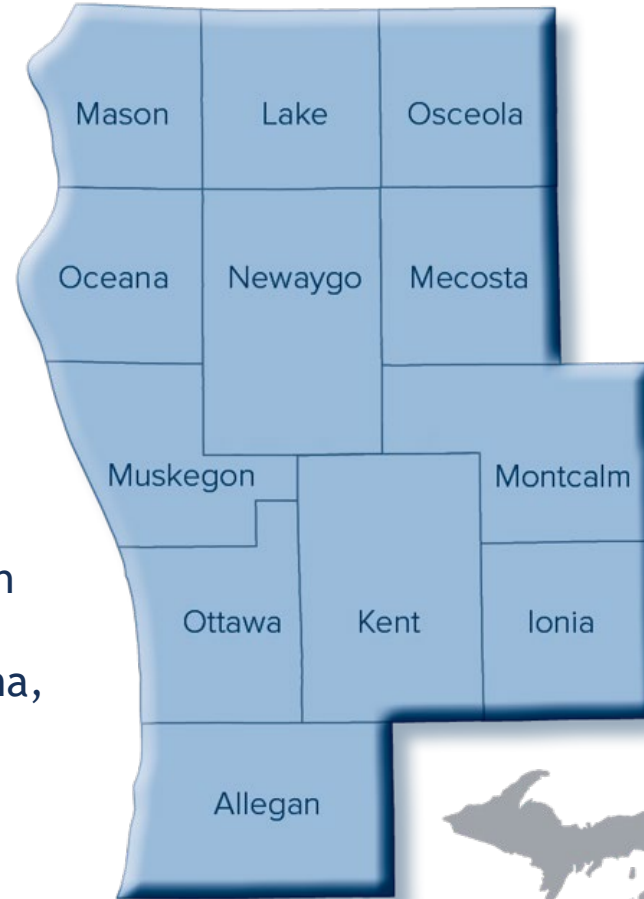 Mason Lake Osceola
Oceana Newaygo Mecosta
Muskegon Montcalm
Ottawa Kent Ionia
Allegan